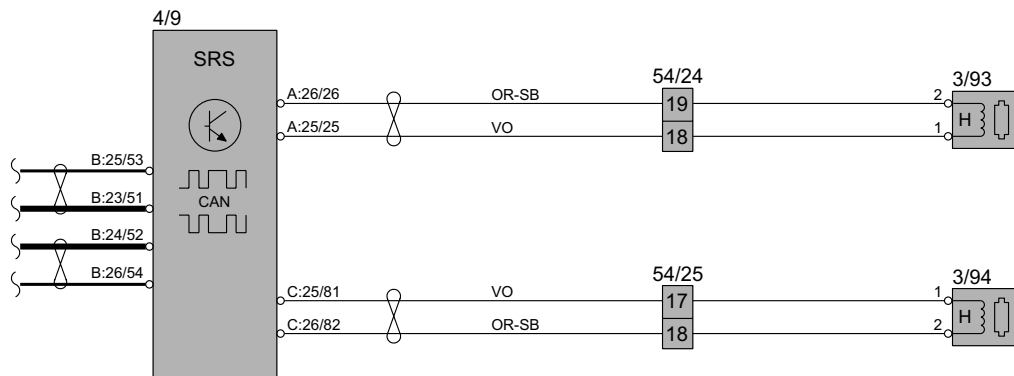 4/9
SRS
CAN
B:25/53
B:23/51
B:24/52
B:26/54
A:26/26 OR-SB
A:25/25 VO
54/24
19
18
3/93
2
1
H
C:25/81 VO
C:26/82 OR-SB
54/25
17
18
3/94
1
2
H